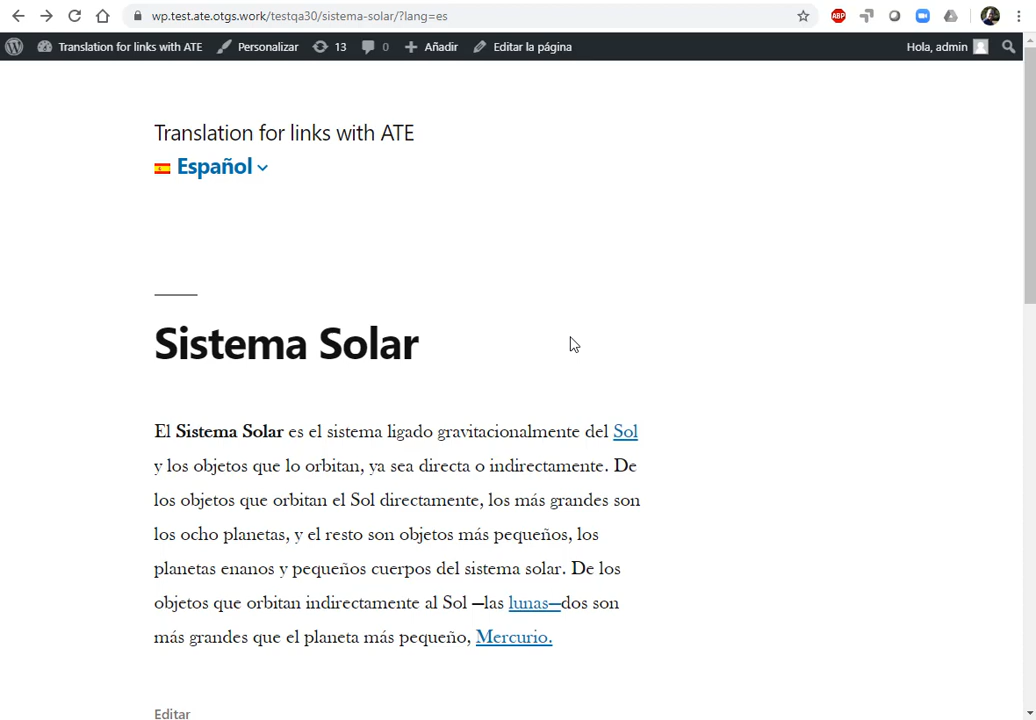 wp.test.ate.otgs.work/testqa30/sistema-solar/?lang=es
ABP
Translation for links with ATE Personalizar 13 0 Añadir Editar la página Hola, admin
Translation for links with ATE
Español
Sistema Solar
El Sistema Solar es el sistema ligado gravitacionalmente del Sol
y los objetos que lo orbitan, ya sea directa o indirectamente. De
los objetos que orbitan el Sol directamente, los más grandes son
los ocho planetas, y el resto son objetos más pequeños, los
planetas enanos y pequeños cuerpos del sistema solar. De los
objetos que orbitan indirectamente al Sol —las lunas—dos son
más grandes que el planeta más pequeño, Mercurio.
Editar